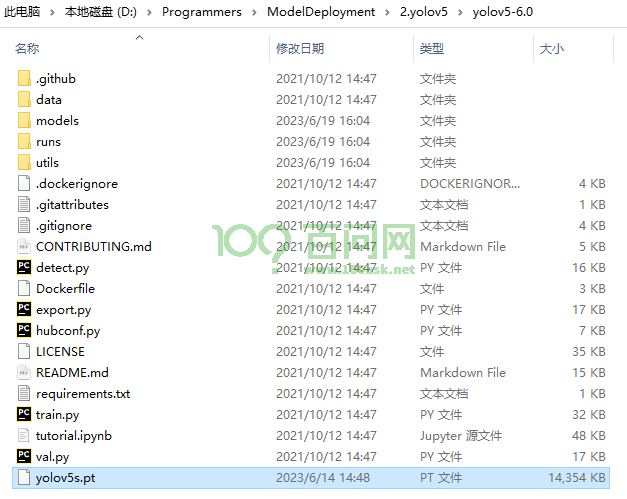 此电脑 > 本地磁盘 (D:) > Programmers > ModelDeployment > 2.yolov5 > yolov5-6.0
名称 修改日期 类型 大小
.github 2021/10/12 14:47 文件夹
data 2021/10/12 14:47 文件夹
models 2023/6/19 16:04 文件夹
runs 2023/6/19 16:04 文件夹
utils 2023/6/19 16:04 文件夹
.dockerignore 2021/10/12 14:47 DOCKERIGNOR... 4 KB
.gitattributes 2021/10/12 14:47 文本文档 1 KB
.gitignore 2021/10/12 14:47 文本文档 4 KB
CONTRIBUTING.md 2021/10/12 14:47 Markdown File 5 KB
detect.py 2021/10/12 14:47 PY 文件 16 KB
Dockerfile 2021/10/12 14:47 文件 3 KB
export.py 2021/10/12 14:47 PY 文件 17 KB
hubconf.py 2021/10/12 14:47 PY 文件 7 KB
LICENSE 2021/10/12 14:47 文件 35 KB
README.md 2021/10/12 14:47 Markdown File 15 KB
requirements.txt 2021/10/12 14:47 文本文档 1 KB
train.py 2021/10/12 14:47 PY 文件 32 KB
tutorial.ipynb 2021/10/12 14:47 Jupyter 源文件 48 KB
val.py 2021/10/12 14:47 PY 文件 17 KB
yolov5s.pt 2023/6/14 14:48 PT 文件 14,354 KB
100百问网
www.100ask.net